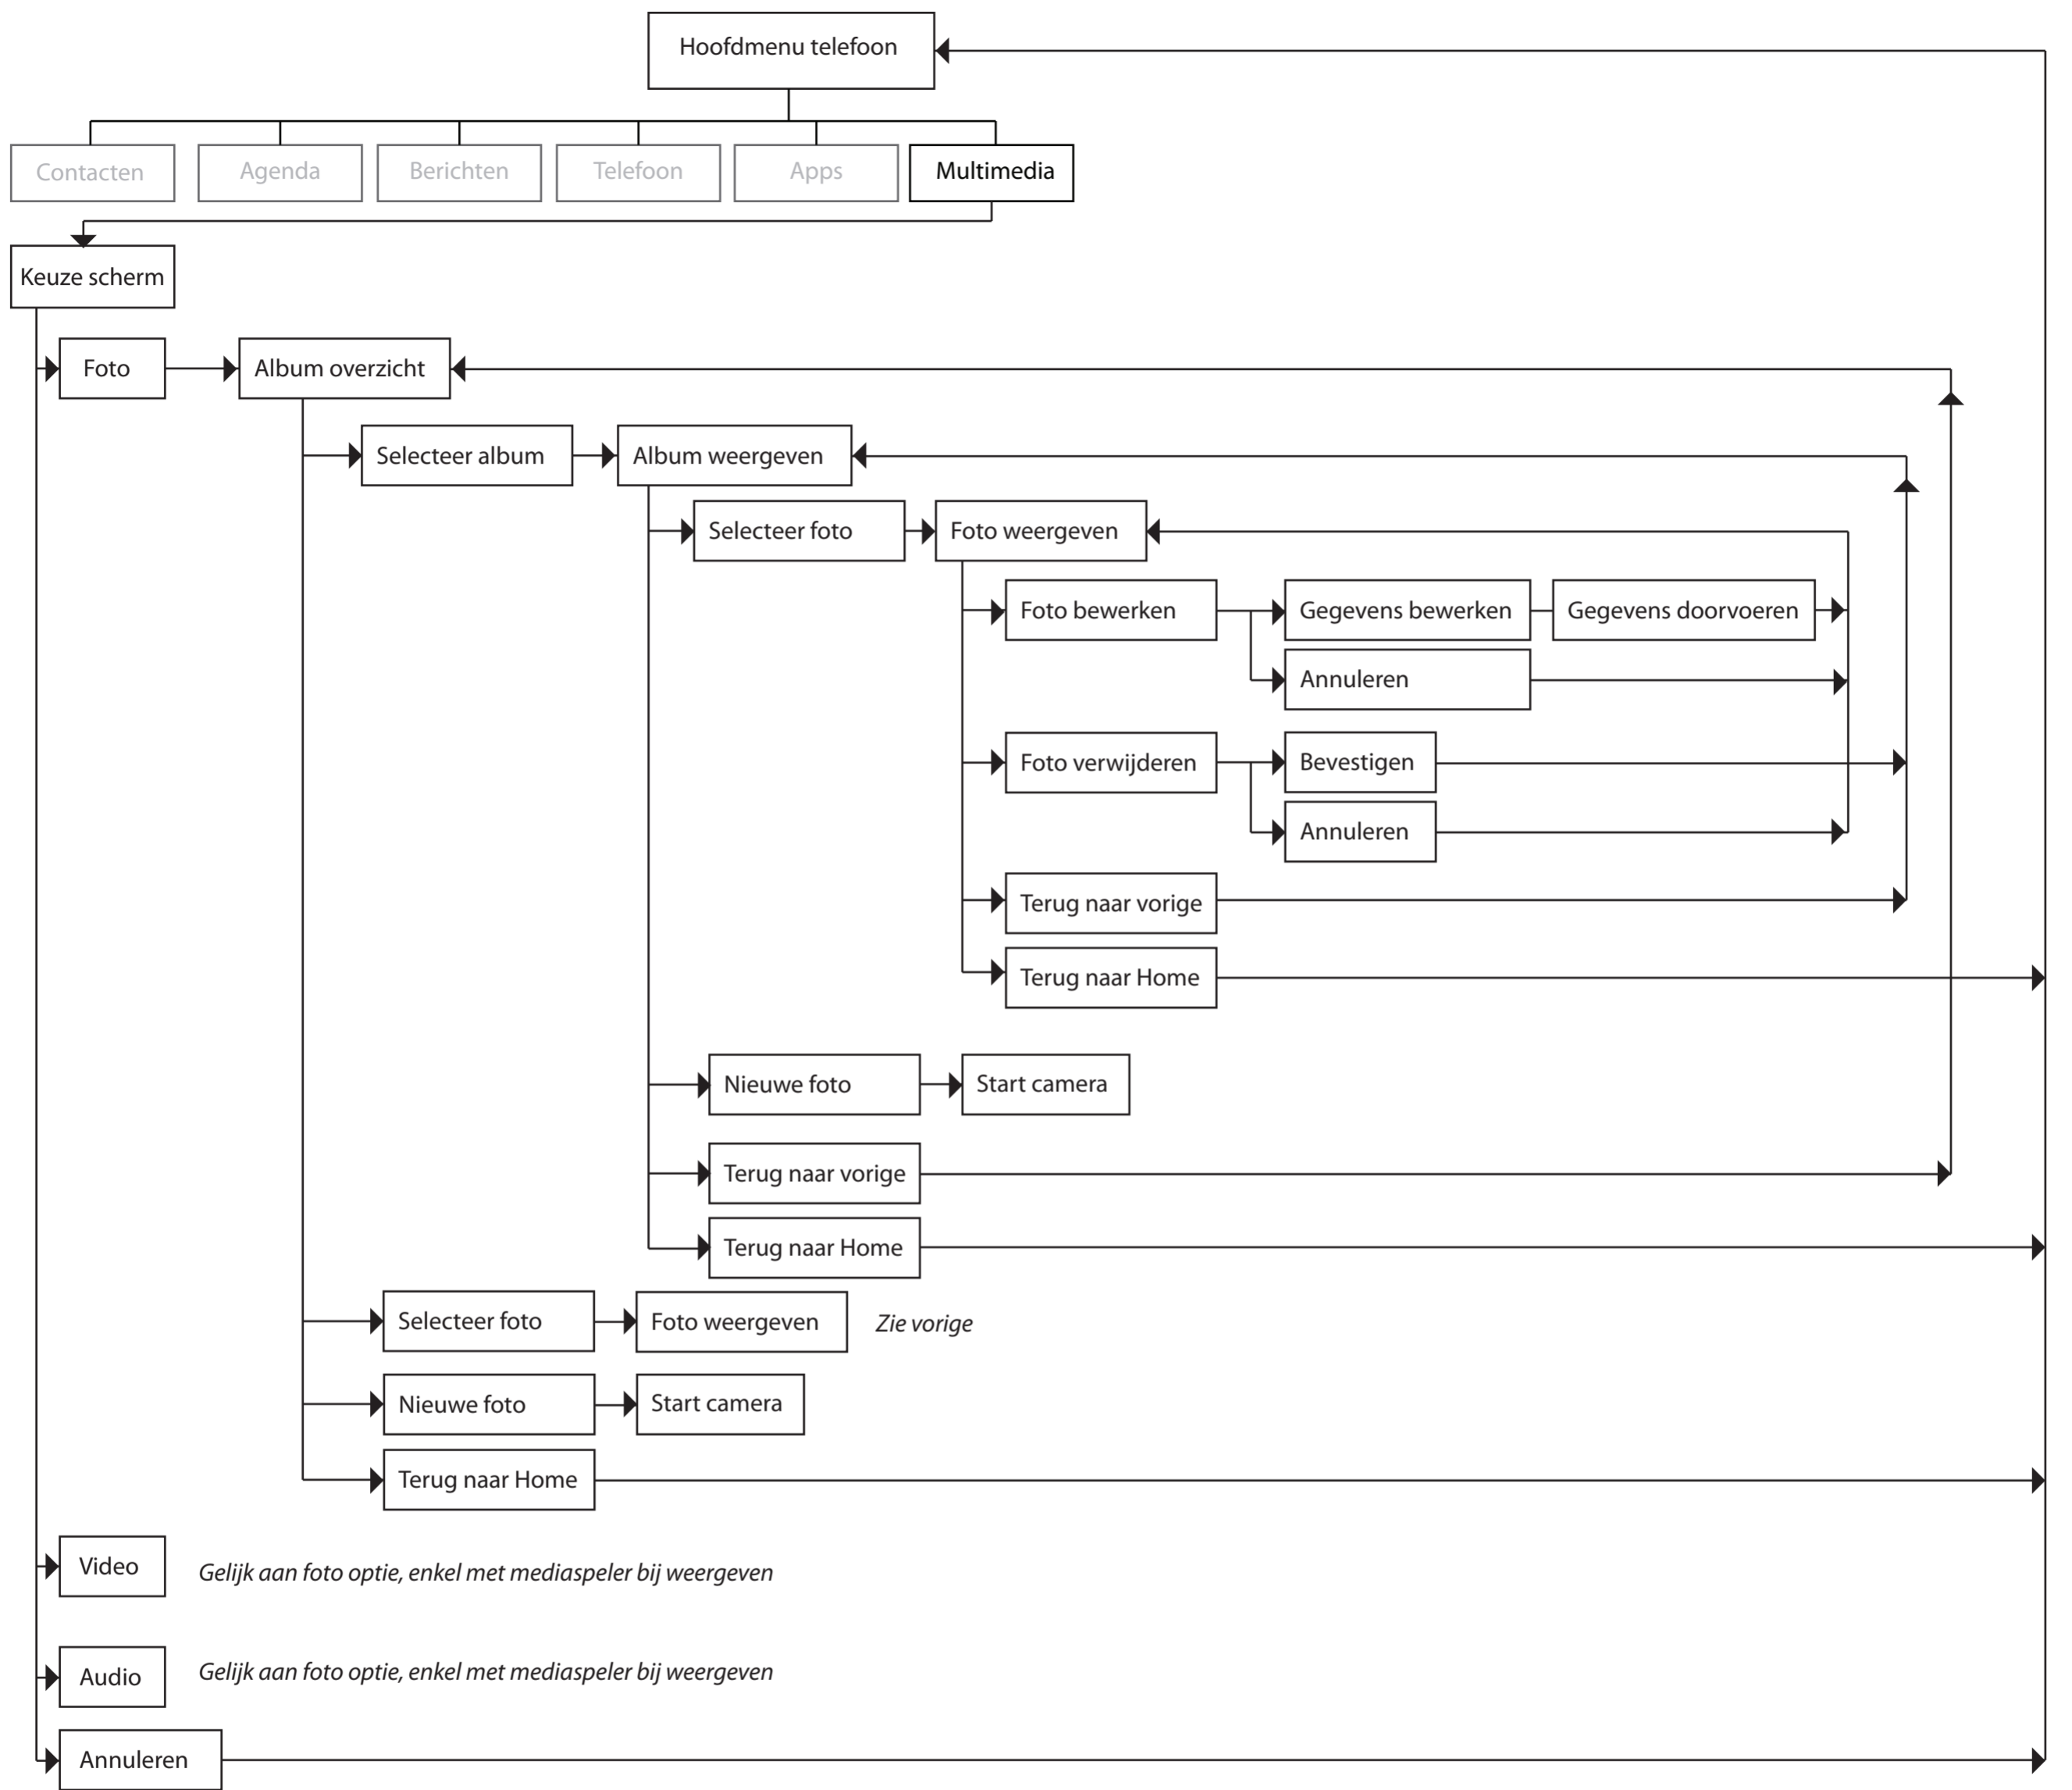 Hoofdmenu telefoon
Contacten
Agenda
Berichten
Telefoon
Apps
Multimedia
Keuze scherm
Foto
Album overzicht
Selecteer album
Album weergeven
Selecteer foto
Foto weergeven
Foto bewerken
Gegevens bewerken
Gegevens doorvoeren
Annuleren
Foto verwijderen
Bevestigen
Annuleren
Terug naar vorige
Terug naar Home
Nieuwe foto
Start camera
Terug naar vorige
Terug naar Home
Selecteer foto
Foto weergeven
Zie vorige
Nieuwe foto
Start camera
Terug naar Home
Video
Gelijk aan foto optie, enkel met mediaspeler bij weergeven
Audio
Gelijk aan foto optie, enkel met mediaspeler bij weergeven
Annuleren